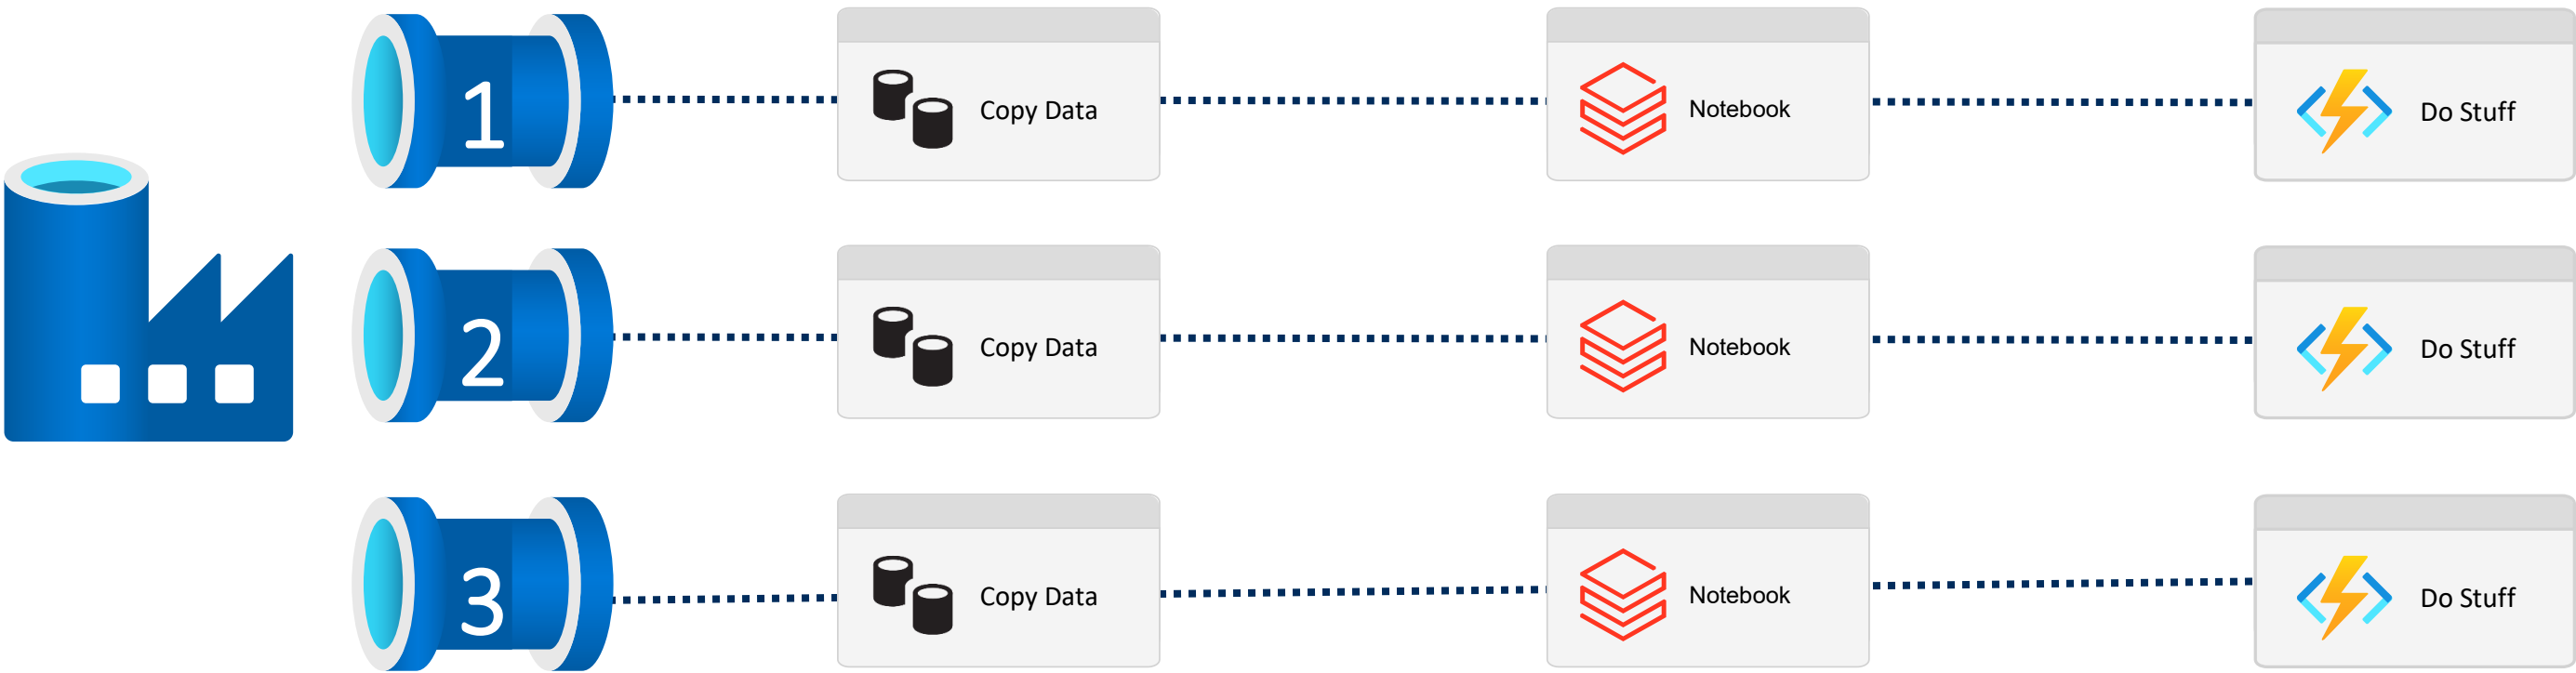 1
Copy Data
Notebook
Do Stuff
2
Copy Data
Notebook
Do Stuff
3
Copy Data
Notebook
Do Stuff